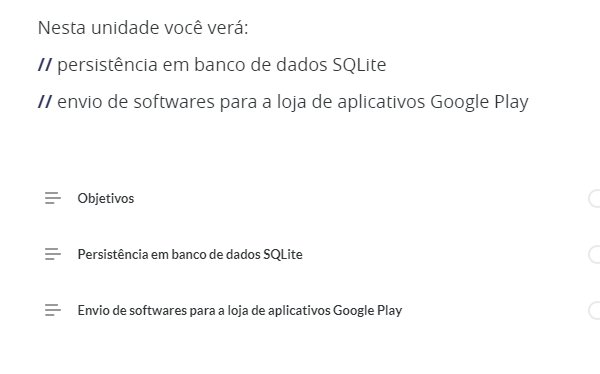 Nesta unidade você verá:
// persistência em banco de dados SQLite
// envio de softwares para a loja de aplicativos Google Play
Objetivos
Persistência em banco de dados SQLite
Envio de softwares para a loja de aplicativos Google Play